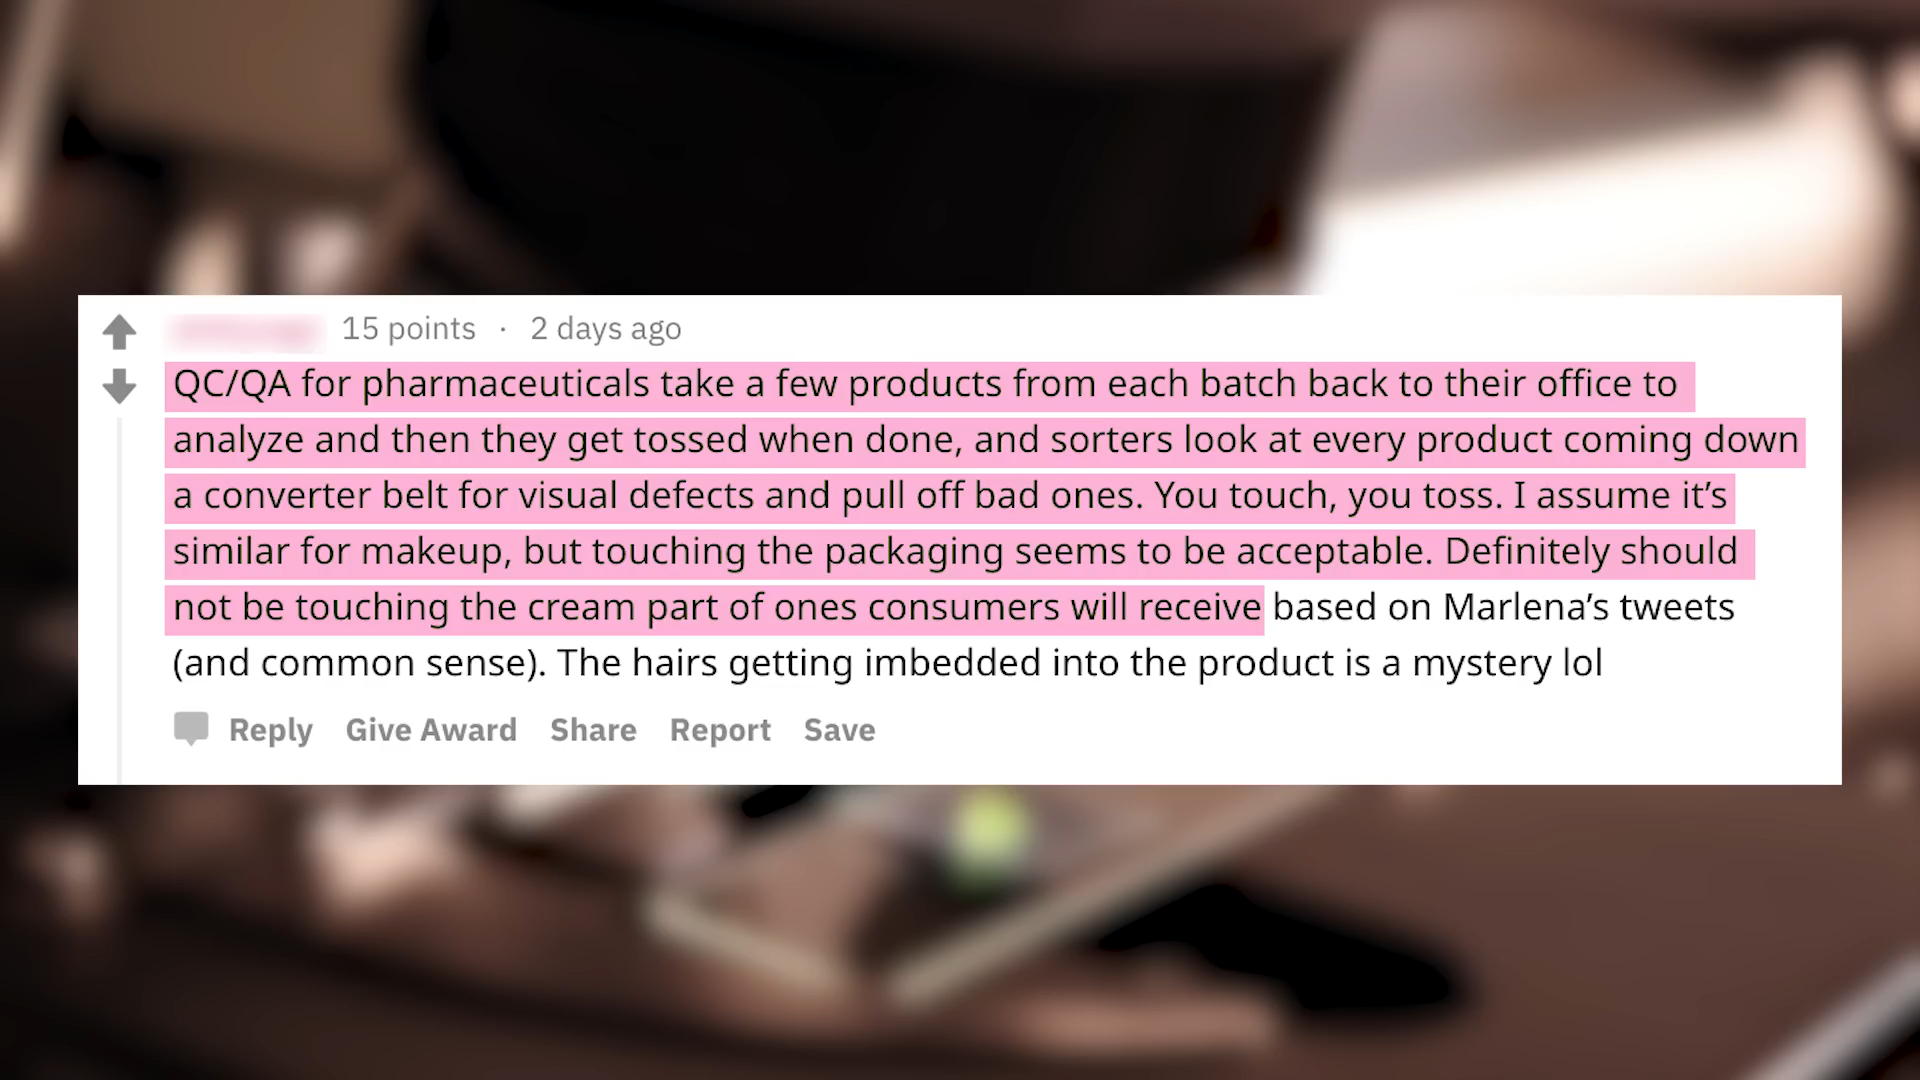 15 points · 2 days ago
QC/QA for pharmaceuticals take a few products from each batch back to their office to
analyze and then they get tossed when done, and sorters look at every product coming down
a converter belt for visual defects and pull off bad ones. You touch, you toss. I assume it’s
similar for makeup, but touching the packaging seems to be acceptable. Definitely should
not be touching the cream part of ones consumers will receive based on Marlena’s tweets
(and common sense). The hairs getting imbedded into the product is a mystery lol
Reply Give Award Share Report Save